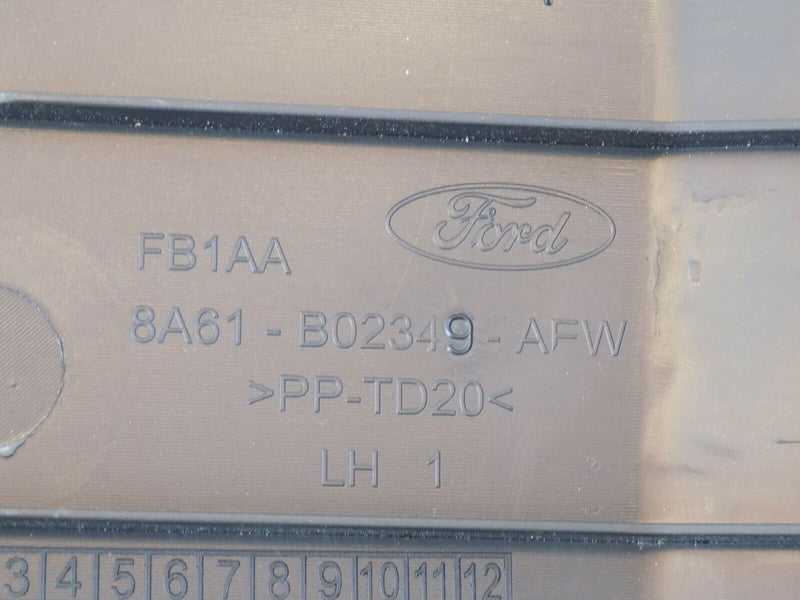 Ford
FB1AA
8A61-B02349-AFW
>PP-TD20<
LH 1
3 4 5 6 7 8 9 10 11 12